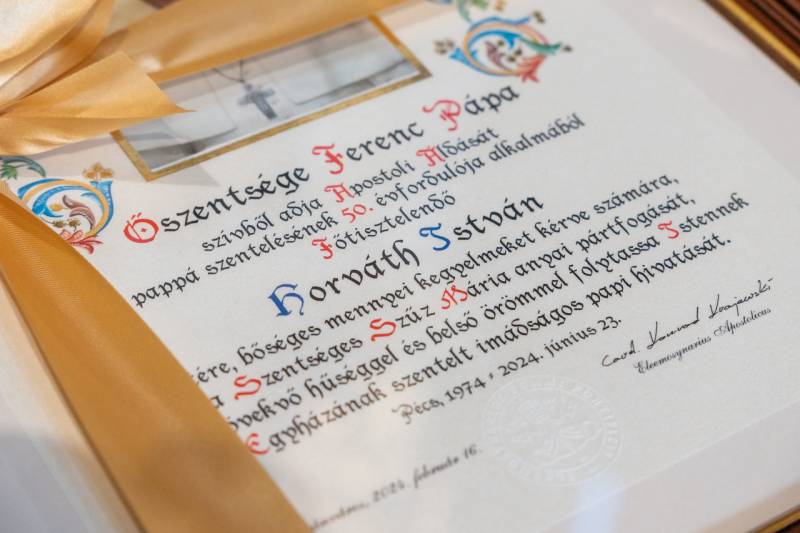 Őszentsége Ferenc Pápa
szívből adja Apostoli Áldását
pappá szentelésének 50. évfordulója alkalmából
Főtisztelendő
Horváth István
bőséges mennyei kegyelmeket kérve számára,
a Szentséges Szűz Mária anyai pártfogását,
hűséggel és belső örömmel folytassa Istennek
Egyházának szentelt imádságos papi hivatását.
Pécs, 1974 - 2024. június 23.
Card. Konrad Krajewski
Eleemosynarius Apostolicus
2024. február 16.